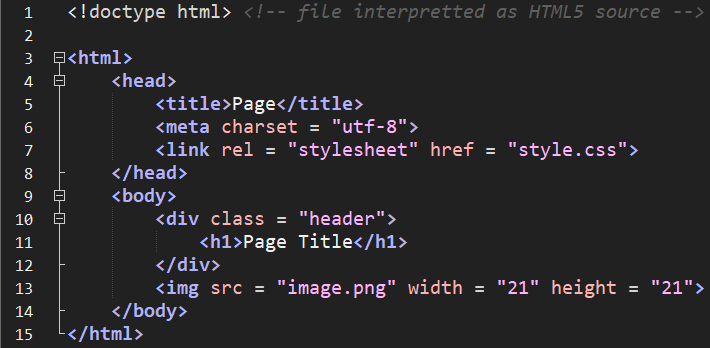 1 <!doctype html> <!-- file interpretted as HTML5 source -->
2
3 <html>
4     <head>
5         <title>Page</title>
6         <meta charset = "utf-8">
7         <link rel = "stylesheet" href = "style.css">
8     </head>
9     <body>
10         <div class = "header">
11             <h1>Page Title</h1>
12         </div>
13         <img src = "image.png" width = "21" height = "21">
14     </body>
15 </html>